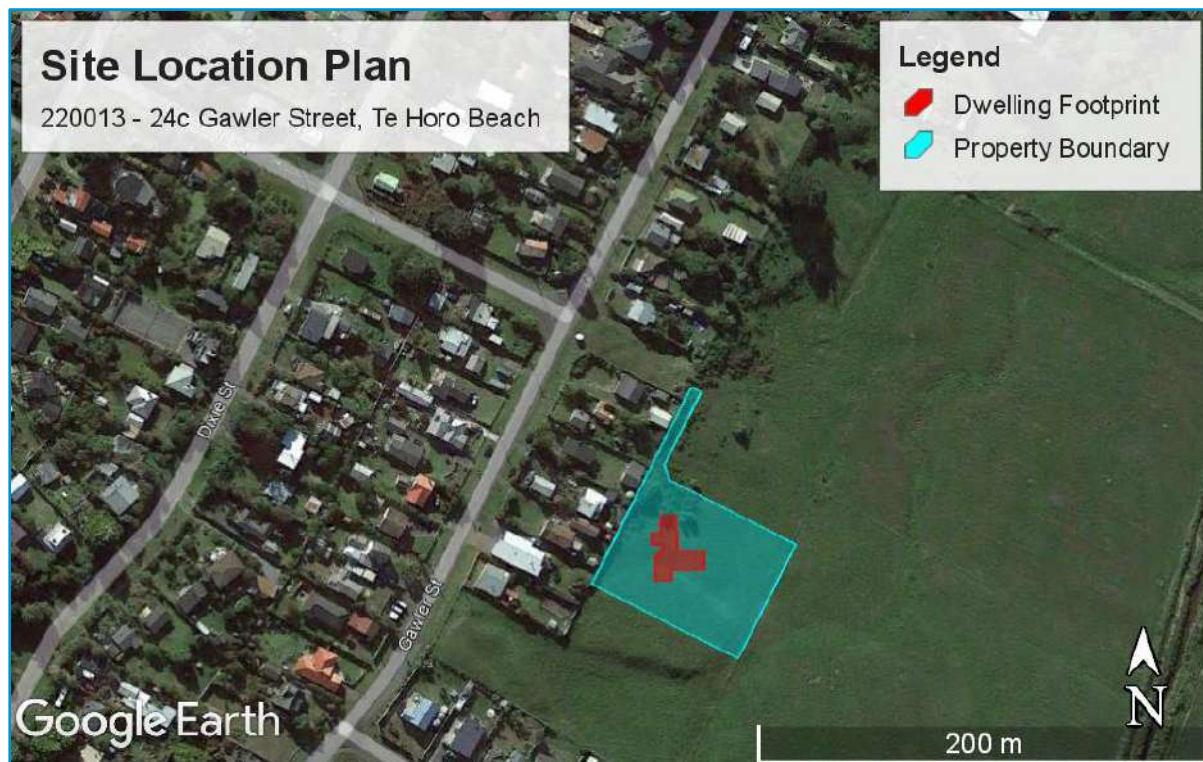 Site Location Plan
220013 - 24c Gawler Street, Te Horo Beach
Legend
Dwelling Footprint
Property Boundary
Dixie St
Gawler St
Google Earth
N
200 m